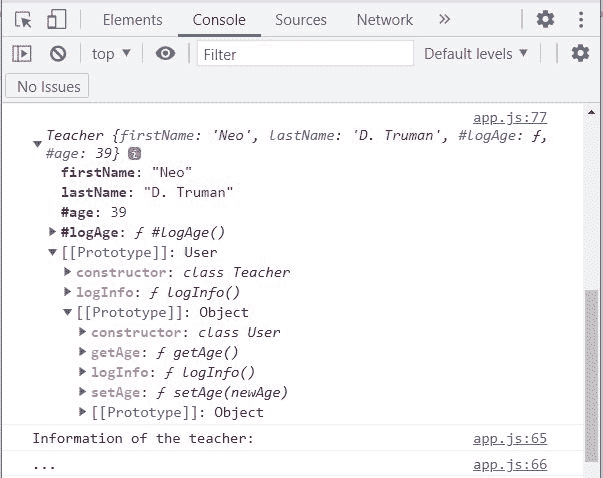 Elements Console Sources Network »
top ▼ Filter Default levels ▼
No Issues
app.js:77
▼ Teacher {firstName: 'Neo', lastName: 'D. Truman', #logAge: ƒ,
#age: 39} i
firstName: "Neo"
lastName: "D. Truman"
#age: 39
▶ #logAge: ƒ #logAge()
▼ [[Prototype]]: User
▶ constructor: class Teacher
▶ logInfo: ƒ logInfo()
▼ [[Prototype]]: Object
▶ constructor: class User
▶ getAge: ƒ getAge()
▶ logInfo: ƒ logInfo()
▶ setAge: ƒ setAge(newAge)
▶ [[Prototype]]: Object
Information of the teacher: app.js:65
... app.js:66